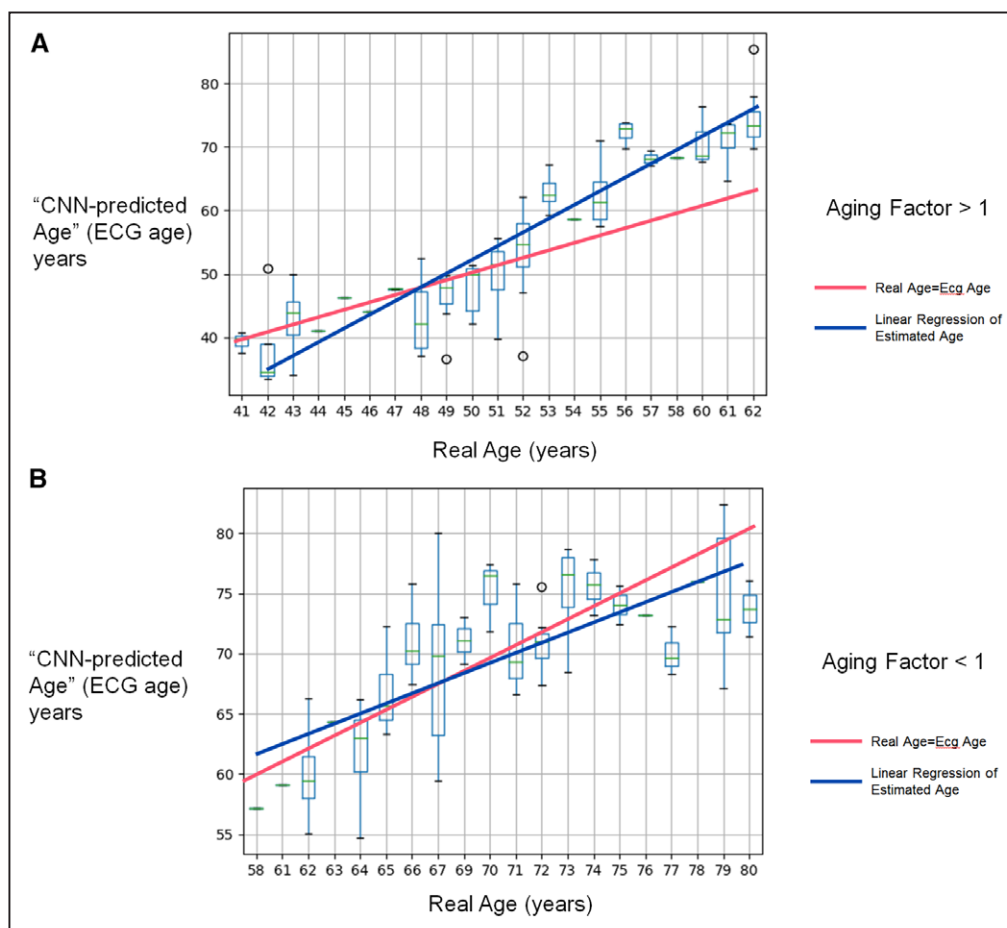 A
80
70
60
50
40
"CNN-predicted
Age" (ECG age)
years
41 42 43 44 45 46 47 48 49 50 51 52 53 54 55 56 57 58 60 61 62
Real Age (years)
Aging Factor > 1
Real Age=Ecg Age
Linear Regression of
Estimated Age
B
80
75
70
65
60
55
"CNN-predicted
Age" (ECG age)
years
58 61 62 63 64 65 66 67 69 70 71 72 73 74 75 76 77 78 79 80
Real Age (years)
Aging Factor < 1
Real Age=Ecg Age
Linear Regression of
Estimated Age